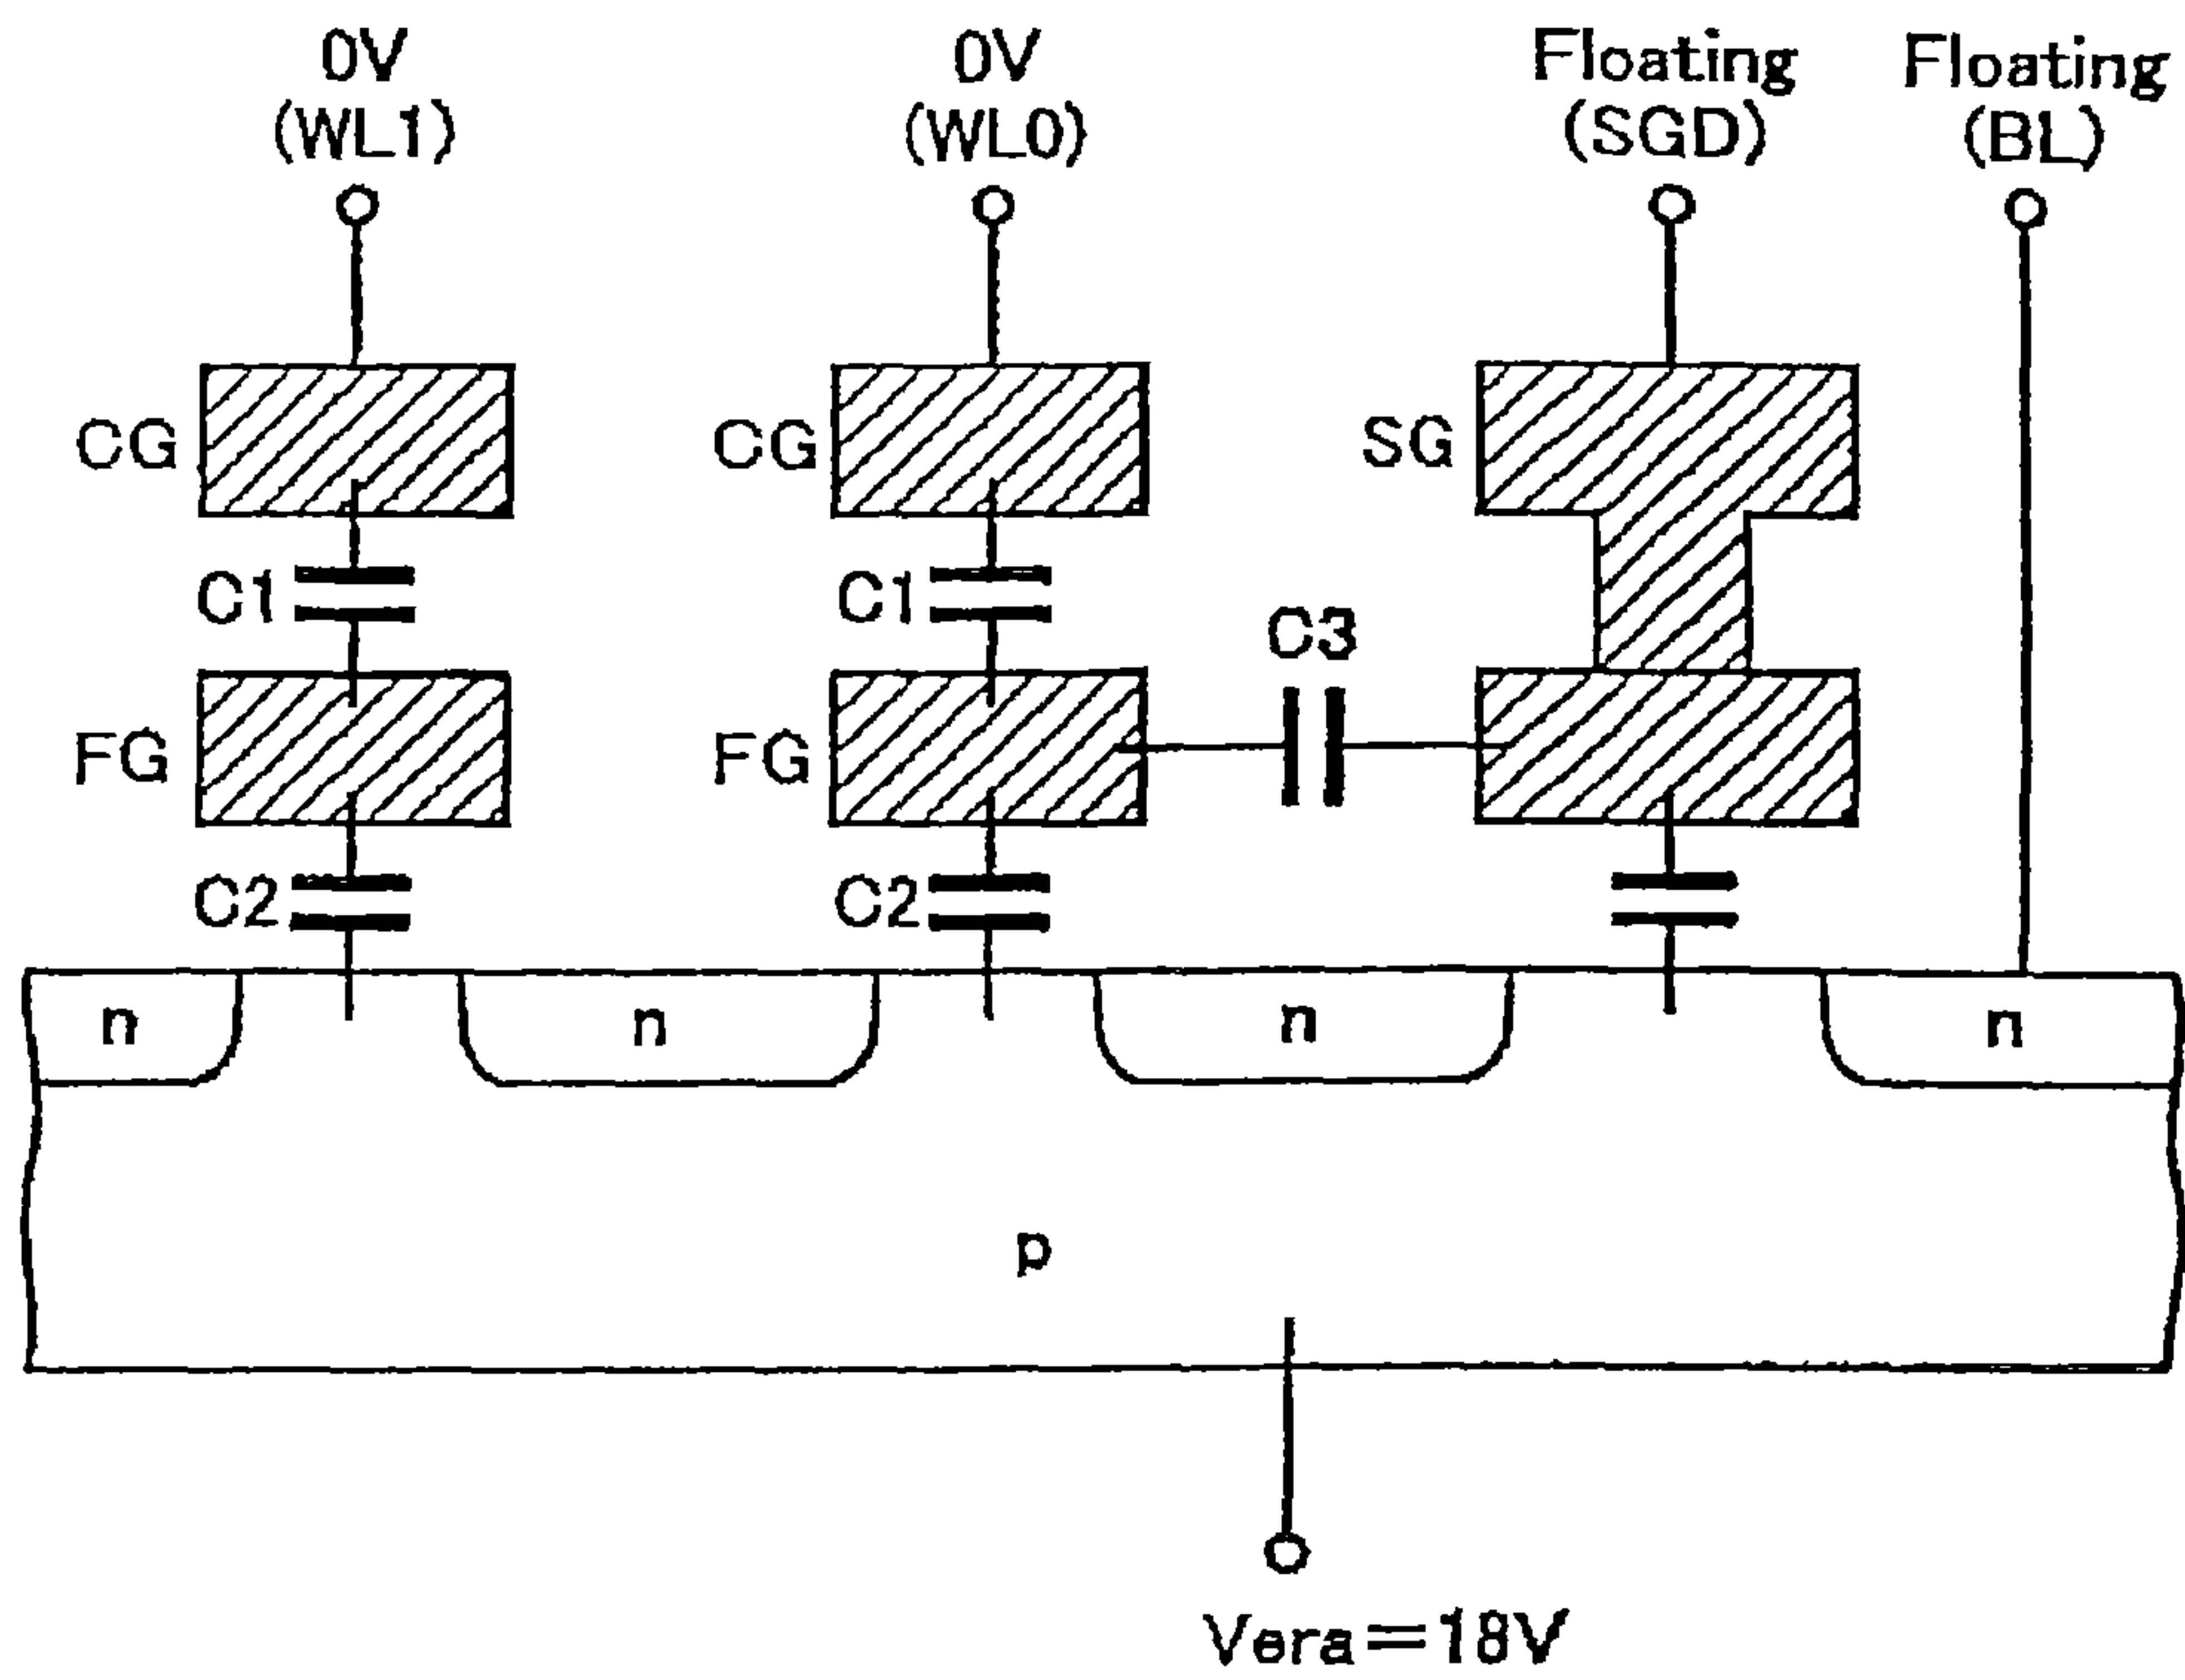 0V
(WL1)
0V
(WL0)
Floating
(SGD)
Floating
(BL)
CG
CG
SG
C1
C1
C3
FG
FG
C2
C2
n
n
n
n
p
Vera=18V